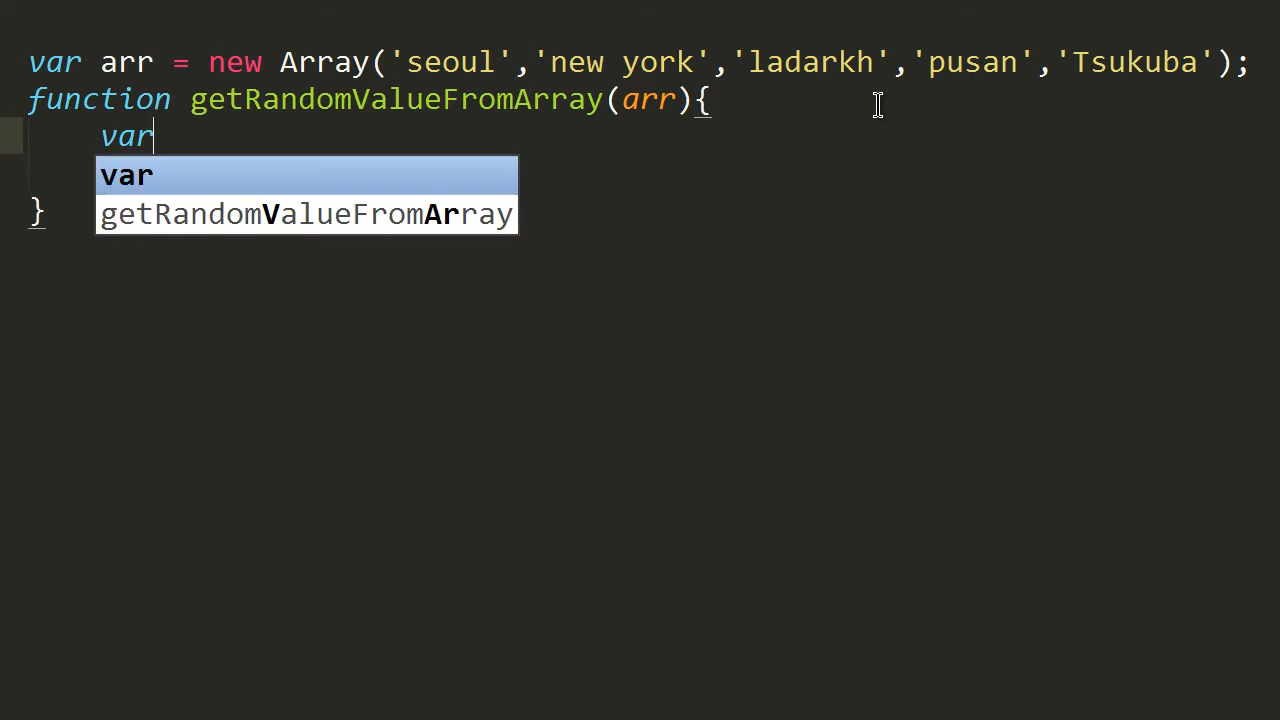 var arr = new Array('seoul','new york','ladarkh','pusan','Tsukuba');
function getRandomValueFromArray(arr){
var
var
getRandomValueFromArray
}